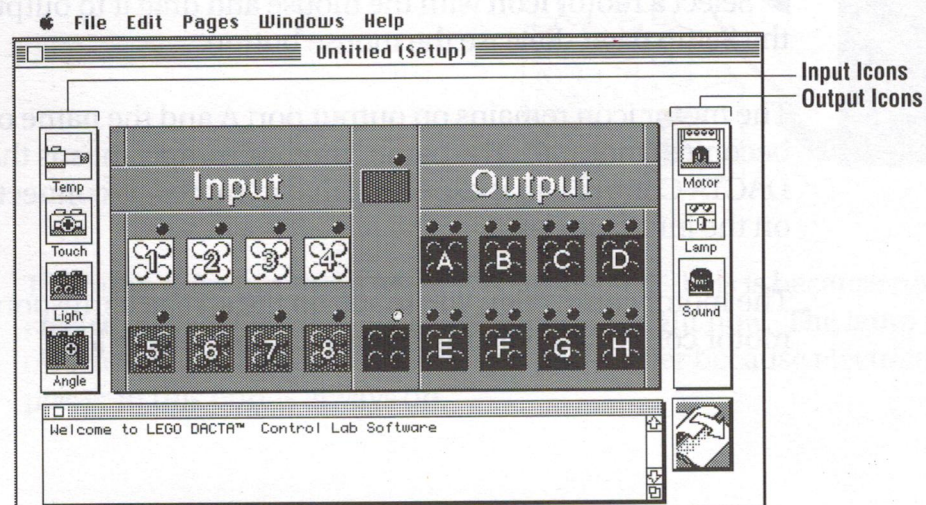 File Edit Pages Windows Help
Untitled (Setup)
Input Icons
Output Icons
Temp
Touch
Light
Angle
Input
1 2 3 4
5 6 7 8
Output
A B C D
E F G H
Motor
Lamp
Sound
Welcome to LEGO DACTA™ Control Lab Software